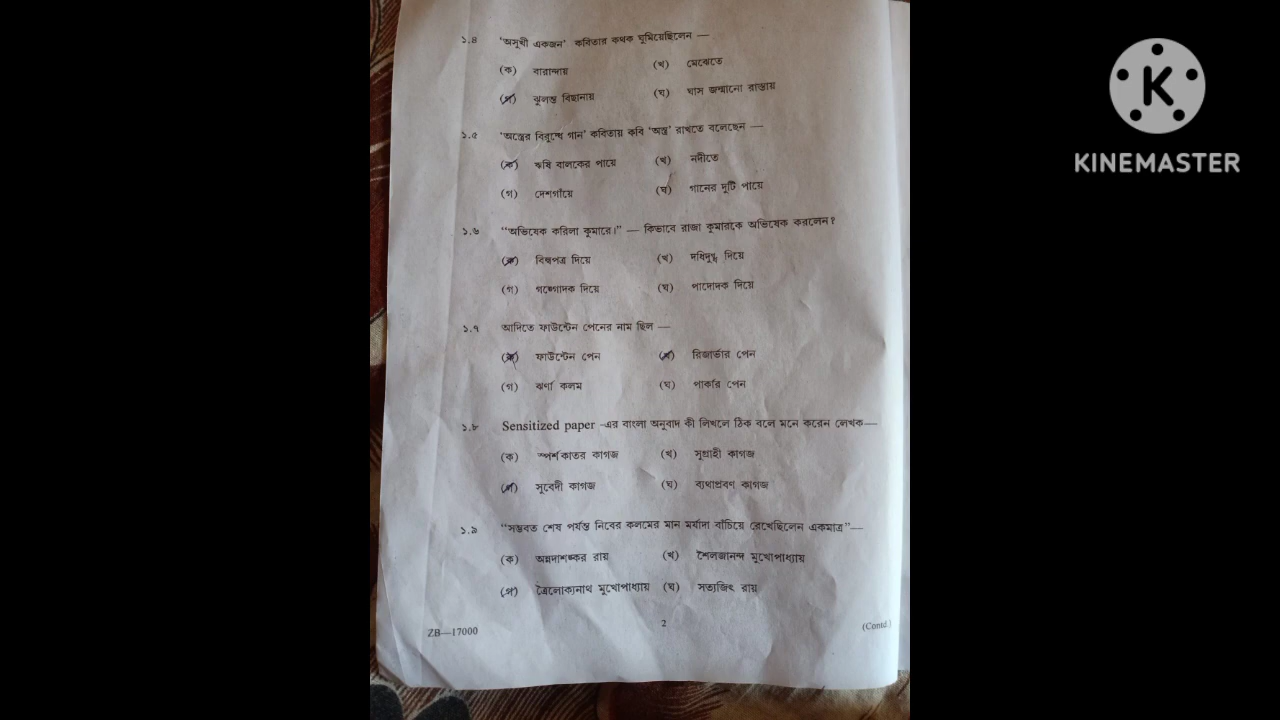 ১.৪ 'অসুখী একজন' কবিতার কথক ঘুমিয়েছিলেন —
(ক) বারান্দায় (খ) মেঝেতে
(গ) ঝুলন্ত বিছানায় (ঘ) ঘাস জন্মানো রাস্তায়
১.৫ 'অস্ত্রের বিরুদ্ধে গান' কবিতায় কবি 'অস্ত্র' রাখতে বলেছেন —
(ক) ঋষি বালকের পায়ে (খ) নদীতে
(গ) দেশগাঁয়ে (ঘ) গানের দুটি পায়ে
১.৬ "অভিষেক করিলা কুমারে।" — কিভাবে রাজা কুমারকে অভিষেক করলেন?
(ক) বিল্বপত্র দিয়ে (খ) দধিদুগ্ধ দিয়ে
(গ) গঙ্গোদক দিয়ে (ঘ) পাদোদক দিয়ে
১.৭ আদিতে ফাউন্টেন পেনের নাম ছিল —
(ক) ফাউন্টেন পেন (খ) রিজার্ভার পেন
(গ) ঝর্ণা কলম (ঘ) পার্কার পেন
১.৮ Sensitized paper -এর বাংলা অনুবাদ কী লিখলে ঠিক বলে মনে করেন লেখক—
(ক) স্পর্শকাতর কাগজ (খ) সুগ্রাহী কাগজ
(গ) সুবেদী কাগজ (ঘ) ব্যথাপ্রবণ কাগজ
১.৯ "সম্ভবত শেষ পর্যন্ত নিবের কলমের মান মর্যাদা বাঁচিয়ে রেখেছিলেন একমাত্র"—
(ক) অন্নদাশঙ্কর রায় (খ) শৈলজানন্দ মুখোপাধ্যায়
(গ) ত্রৈলোক্যনাথ মুখোপাধ্যায় (ঘ) সত্যজিৎ রায়
ZB—17000 2 (Contd.)
K
KINEMASTER